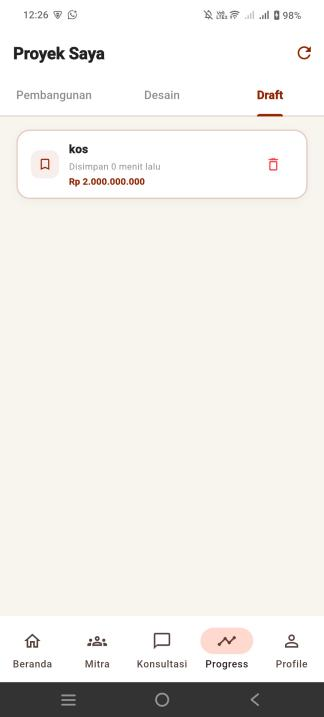 12:26
98%
Proyek Saya
Pembangunan Desain Draft
kos
Disimpan 0 menit lalu
Rp 2.000.000.000
Beranda Mitra Konsultasi Progress Profile